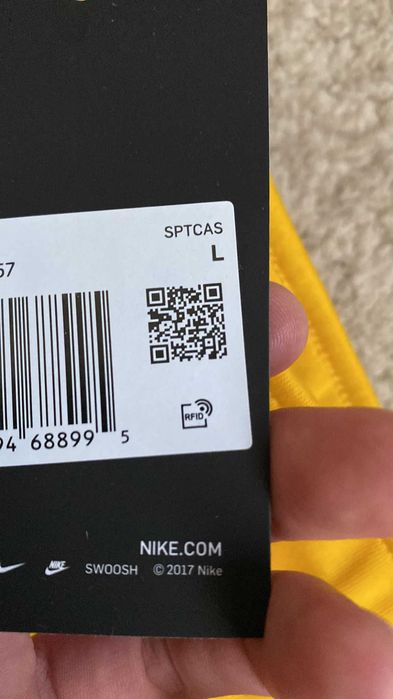 SPTCAS
L
57
94 68899 5
RFID
NIKE.COM
NIKE SWOOSH © 2017 Nike